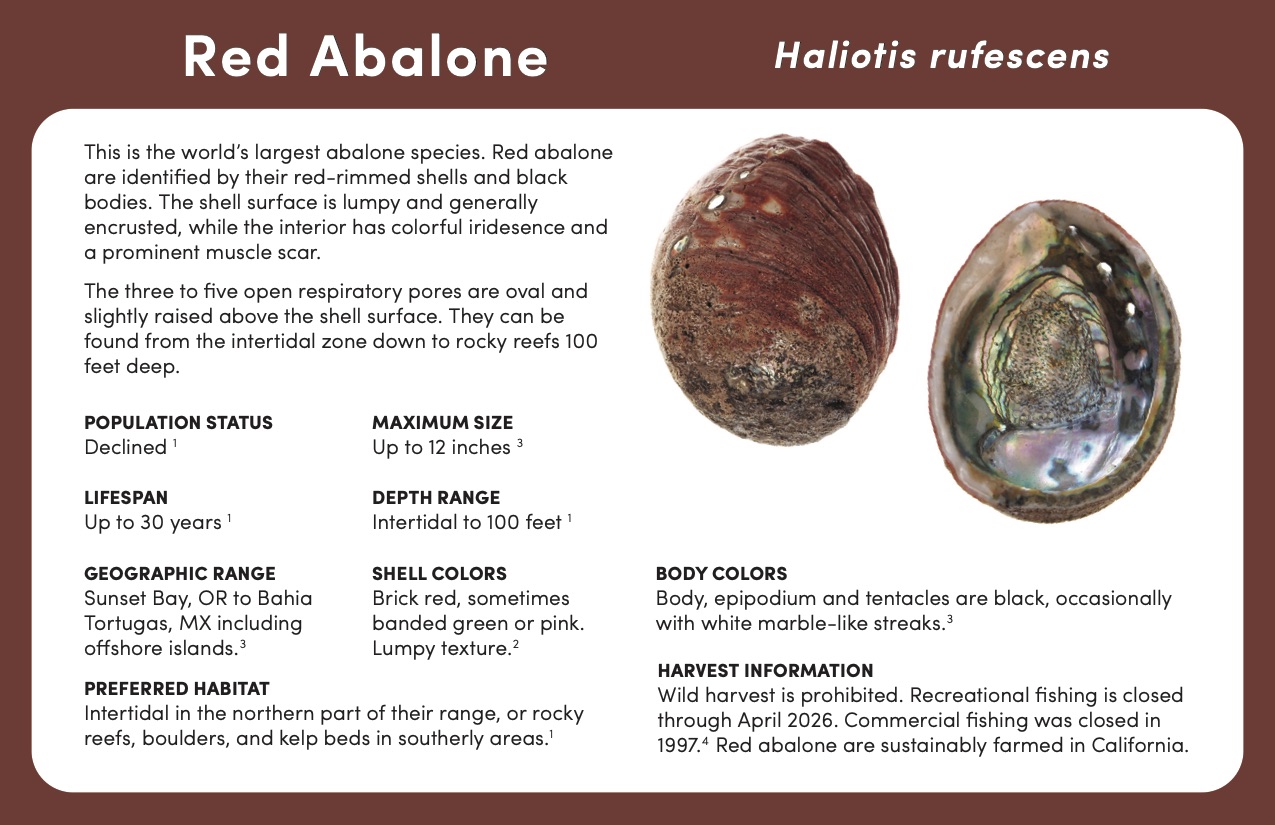 Red Abalone
Haliotis rufescens
This is the world’s largest abalone species. Red abalone
are identified by their red-rimmed shells and black
bodies. The shell surface is lumpy and generally
encrusted, while the interior has colorful iridesence and
a prominent muscle scar.
The three to five open respiratory pores are oval and
slightly raised above the shell surface. They can be
found from the intertidal zone down to rocky reefs 100
feet deep.
POPULATION STATUS
Declined ¹
MAXIMUM SIZE
Up to 12 inches ³
LIFESPAN
Up to 30 years ¹
DEPTH RANGE
Intertidal to 100 feet ¹
GEOGRAPHIC RANGE
Sunset Bay, OR to Bahia
Tortugas, MX including
offshore islands.³
SHELL COLORS
Brick red, sometimes
banded green or pink.
Lumpy texture.²
PREFERRED HABITAT
Intertidal in the northern part of their range, or rocky
reefs, boulders, and kelp beds in southerly areas.¹
BODY COLORS
Body, epipodium and tentacles are black, occasionally
with white marble-like streaks.³
HARVEST INFORMATION
Wild harvest is prohibited. Recreational fishing is closed
through April 2026. Commercial fishing was closed in
1997.⁴ Red abalone are sustainably farmed in California.